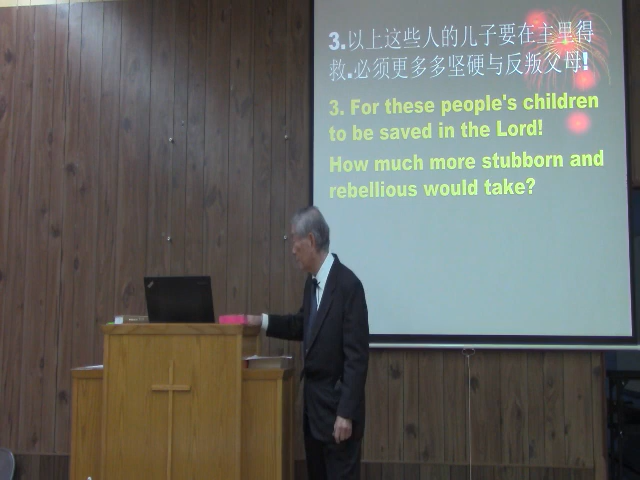 3.以上这些人的儿子要在主里得
救.必须更多多坚硬与反叛父母!
3. For these people's children
to be saved in the Lord!
How much more stubborn and
rebellious would take?